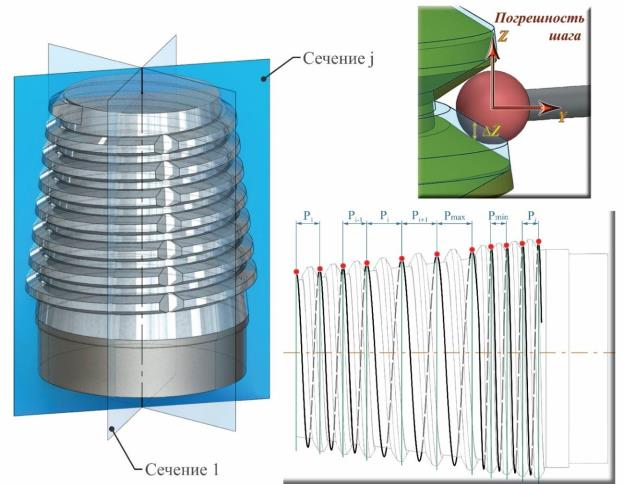 Сечение j
Погрешность
шага
Z
Y
ΔZ
P₁ Pᵢ₋₁ Pᵢ Pᵢ₊₁ Pmax Pmin Pⱼ
Сечение 1